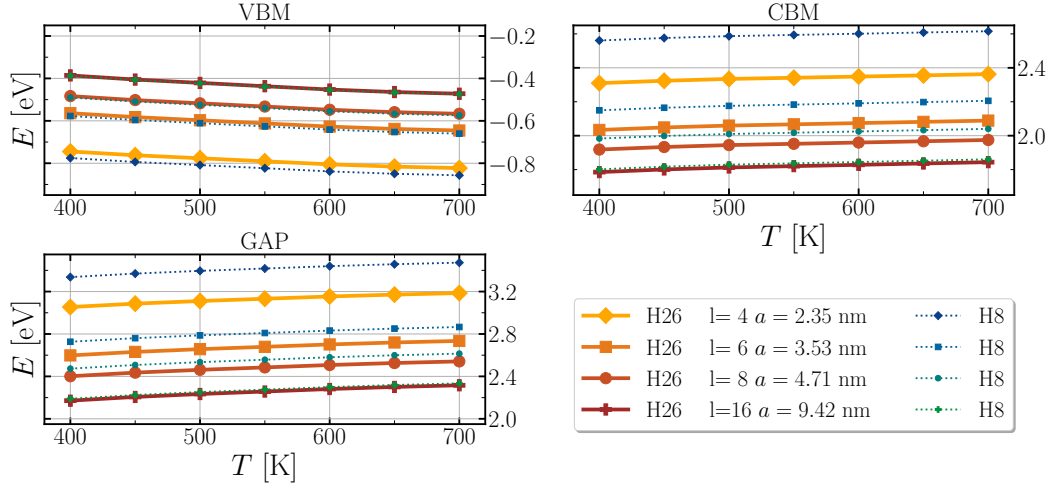 VBM
CBM
E [eV]
−0.2
−0.4
−0.6
−0.8
400 500 600 700
E [eV]
2.4
2.0
400 500 600 700
T [K]
GAP
E [eV]
3.2
2.8
2.4
2.0
400 500 600 700
T [K]
H26 l= 4 a = 2.35 nm H8
H26 l= 6 a = 3.53 nm H8
H26 l= 8 a = 4.71 nm H8
H26 l=16 a = 9.42 nm H8